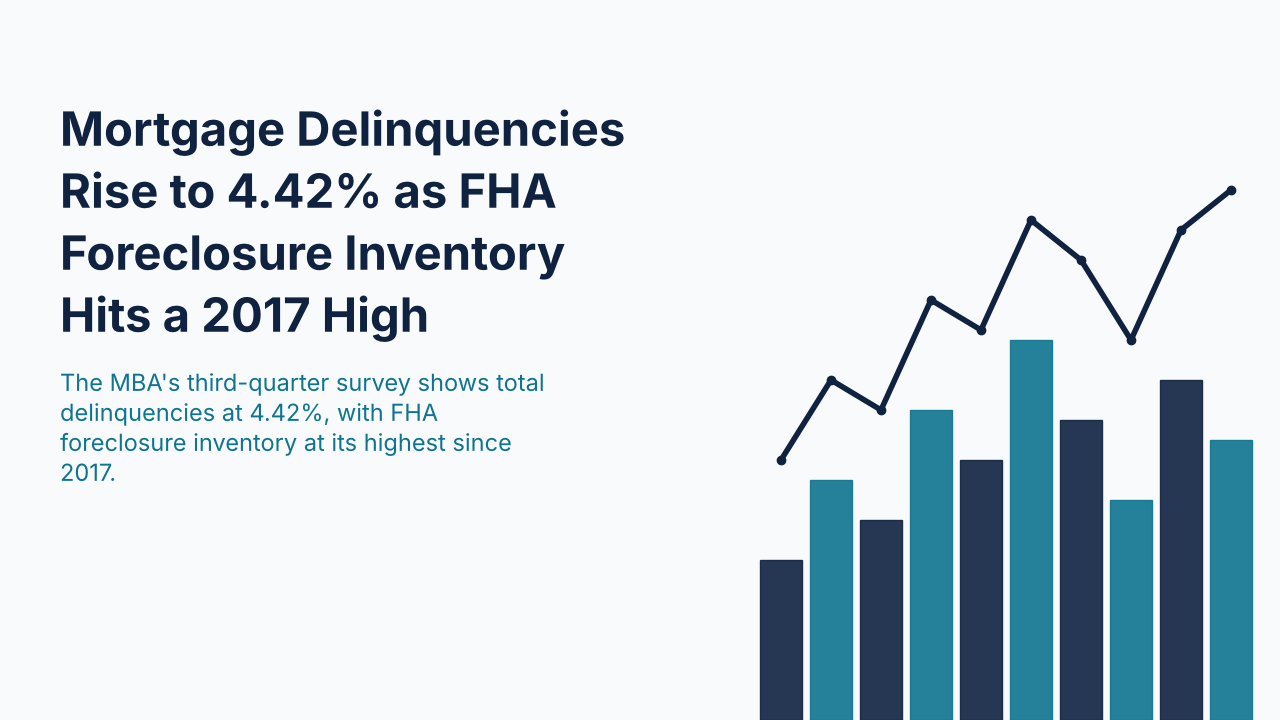 Mortgage Delinquencies
Rise to 4.42% as FHA
Foreclosure Inventory
Hits a 2017 High
The MBA's third-quarter survey shows total
delinquencies at 4.42%, with FHA
foreclosure inventory at its highest since
2017.